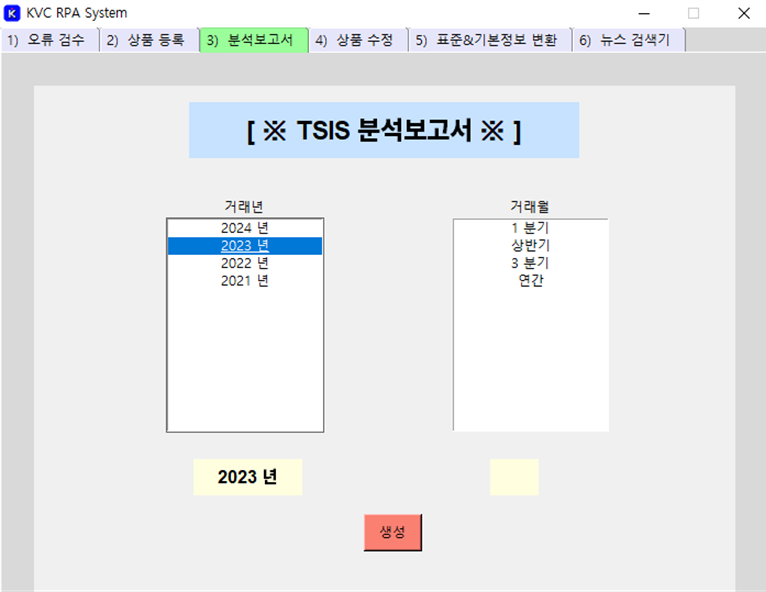 K KVC RPA System
1) 오류 검수 2) 상품 등록 3) 분석보고서 4) 상품 수정 5) 표준&기본정보 변환 6) 뉴스 검색기
[ ※ TSIS 분석보고서 ※ ]
거래년
2024 년
2023 년
2022 년
2021 년
거래월
1 분기
상반기
3 분기
연간
2023 년
생성